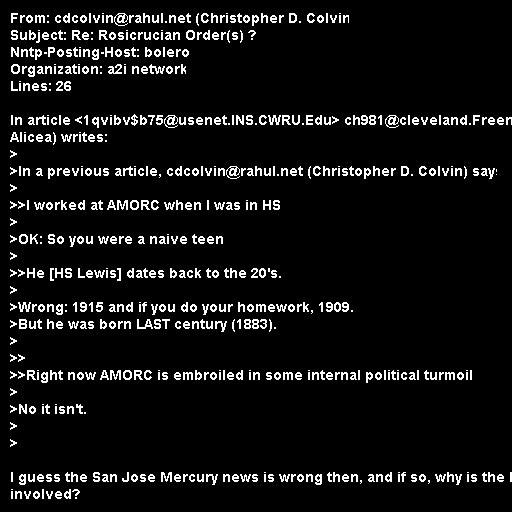 From: cdcolvin@rahul.net (Christopher D. Colvin
Subject: Re: Rosicrucian Order(s) ?
Nntp-Posting-Host: bolero
Organization: a2i network
Lines: 26

In article <1qvibv$b75@usenet.INS.CWRU.Edu> ch981@cleveland.Freen
Alicea) writes:
>
>In a previous article, cdcolvin@rahul.net (Christopher D. Colvin) says
>
>>I worked at AMORC when I was in HS
>
>OK: So you were a naive teen
>
>>He [HS Lewis] dates back to the 20's.
>
>Wrong: 1915 and if you do your homework, 1909.
>But he was born LAST century (1883).
>
>>
>>Right now AMORC is embroiled in some internal political turmoil
>
>No it isn't.
>
>

I guess the San Jose Mercury news is wrong then, and if so, why is the
involved?